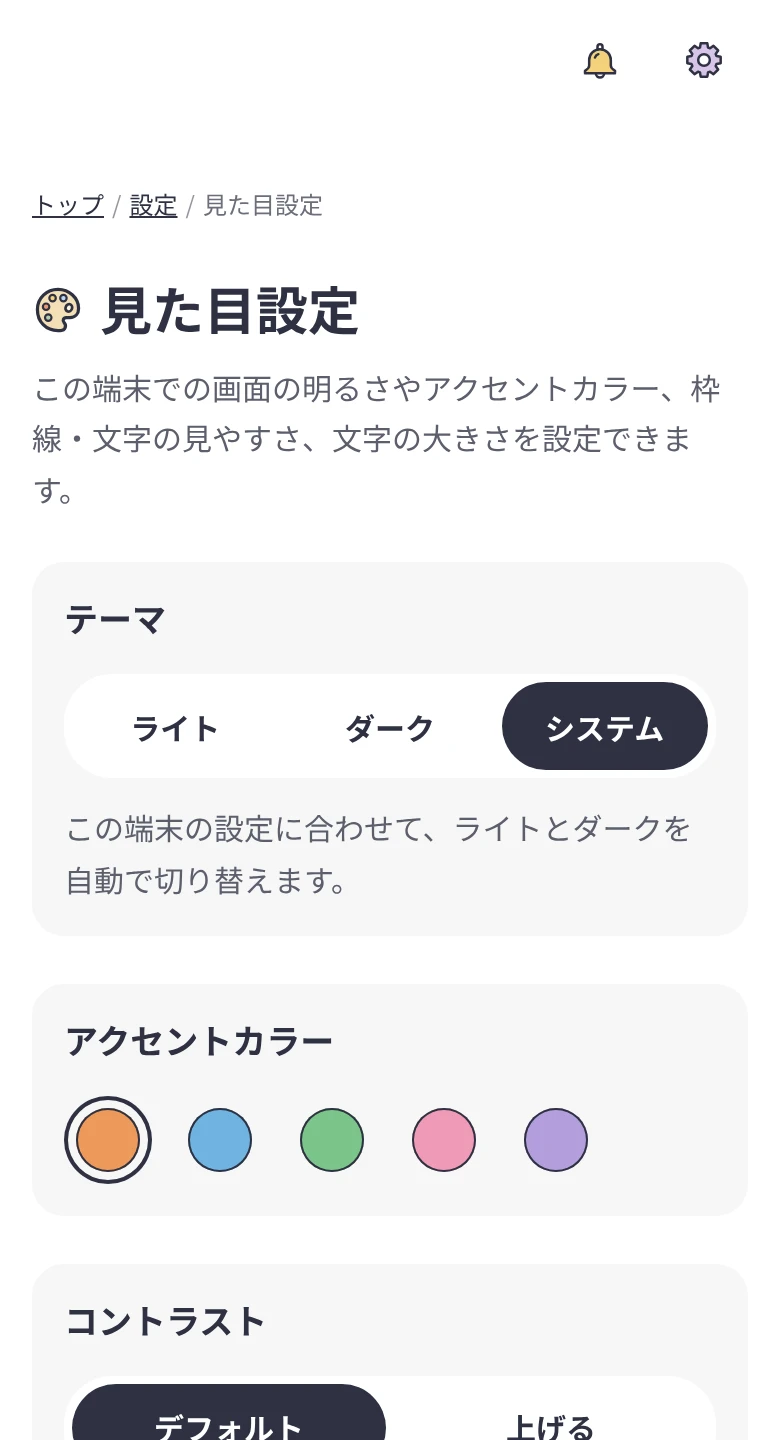 トップ / 設定 / 見た目設定
見た目設定
この端末での画面の明るさやアクセントカラー、枠
線・文字の見やすさ、文字の大きさを設定できま
す。
テーマ
ライト ダーク システム
この端末の設定に合わせて、ライトとダークを
自動で切り替えます。
アクセントカラー
コントラスト
デフォルト 上げる